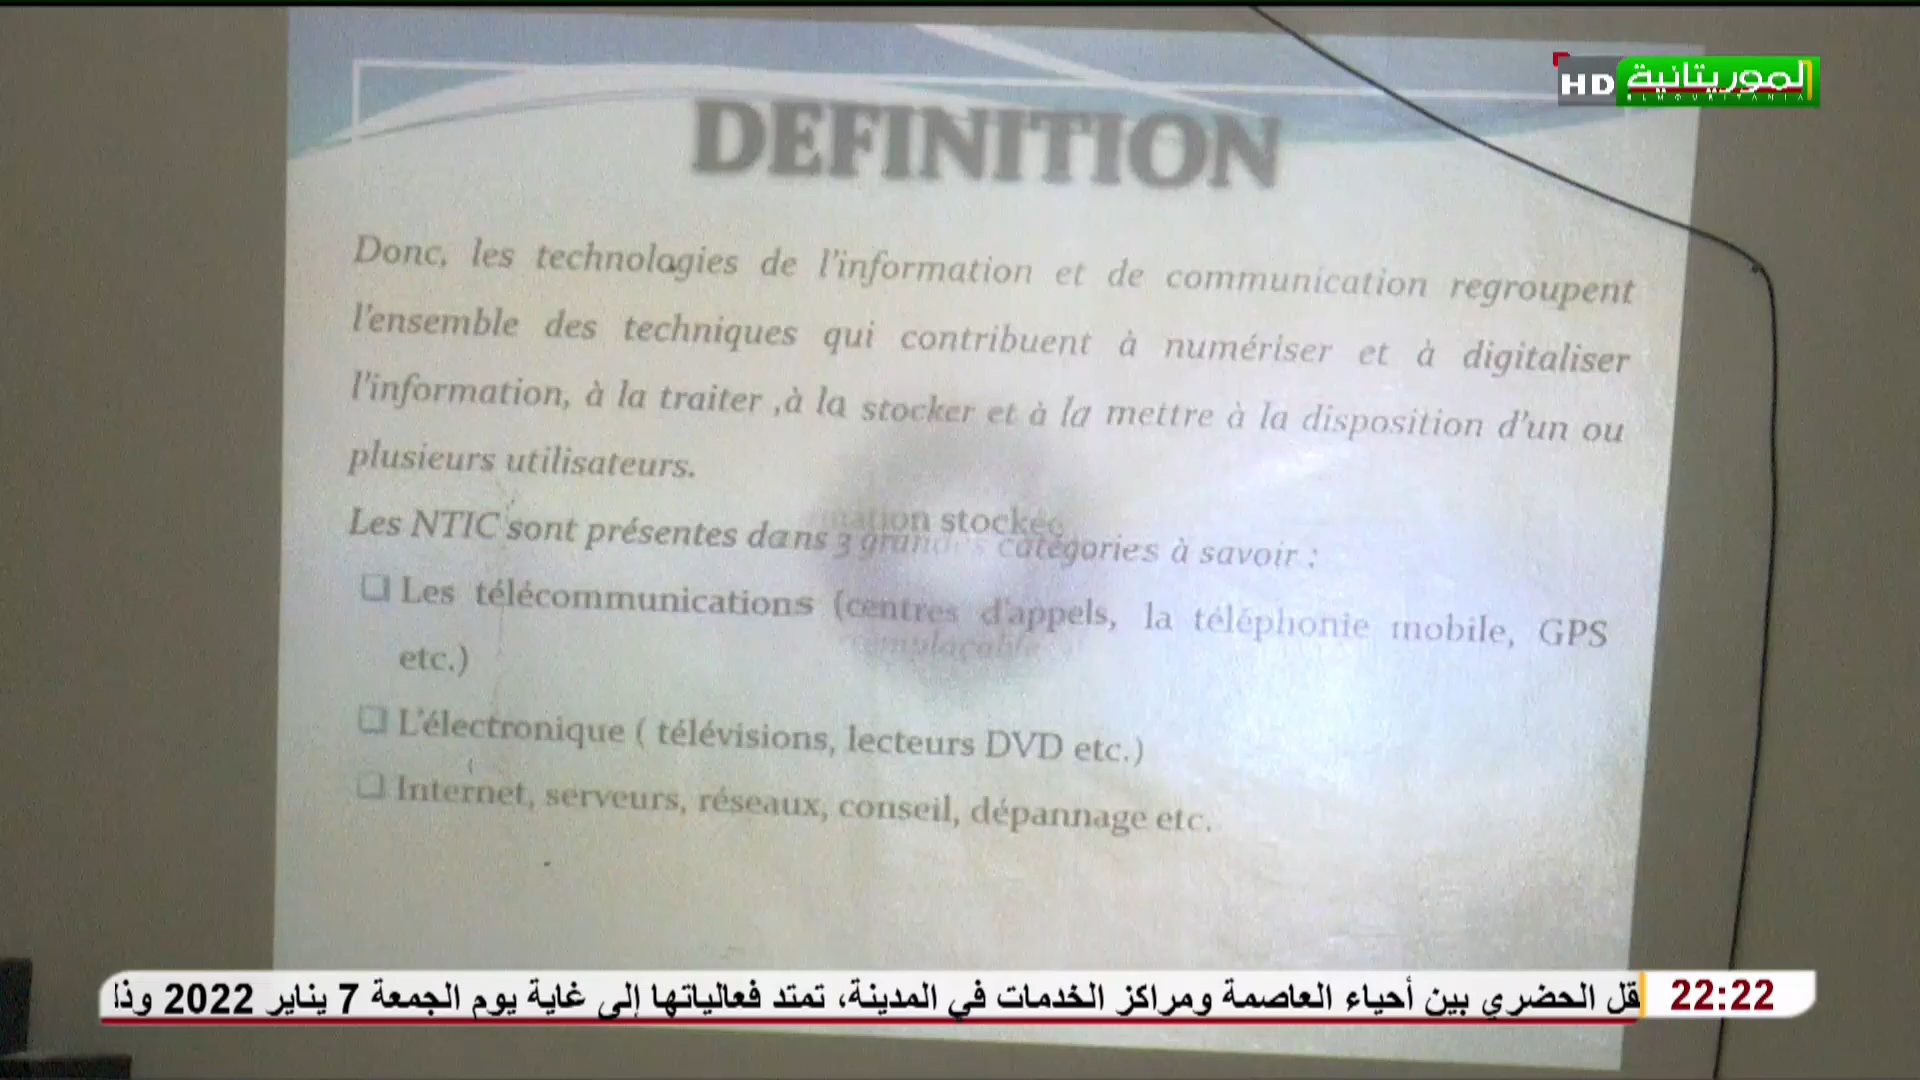 HD الموريتانية
ELMOURITANIA
DEFINITION
Donc, les technologies de l'information et de communication regroupent
l'ensemble des techniques qui contribuent à numériser et à digitaliser
l'information, à la traiter ,à la stocker et à la mettre à la disposition d'un ou
plusieurs utilisateurs.
mation stockée
Les NTIC sont présentes dans 3 grandes catégories à savoir :
❑ Les télécommunications (centres d'appels, la téléphonie mobile, GPS
etc.)
remplaçable
❑ L'électronique ( télévisions, lecteurs DVD etc.)
❑ Internet, serveurs, réseaux, conseil, dépannage etc.
22:22 قل الحضري بين أحياء العاصمة ومراكز الخدمات في المدينة، تمتد فعالياتها إلى غاية يوم الجمعة 7 يناير 2022 وذا